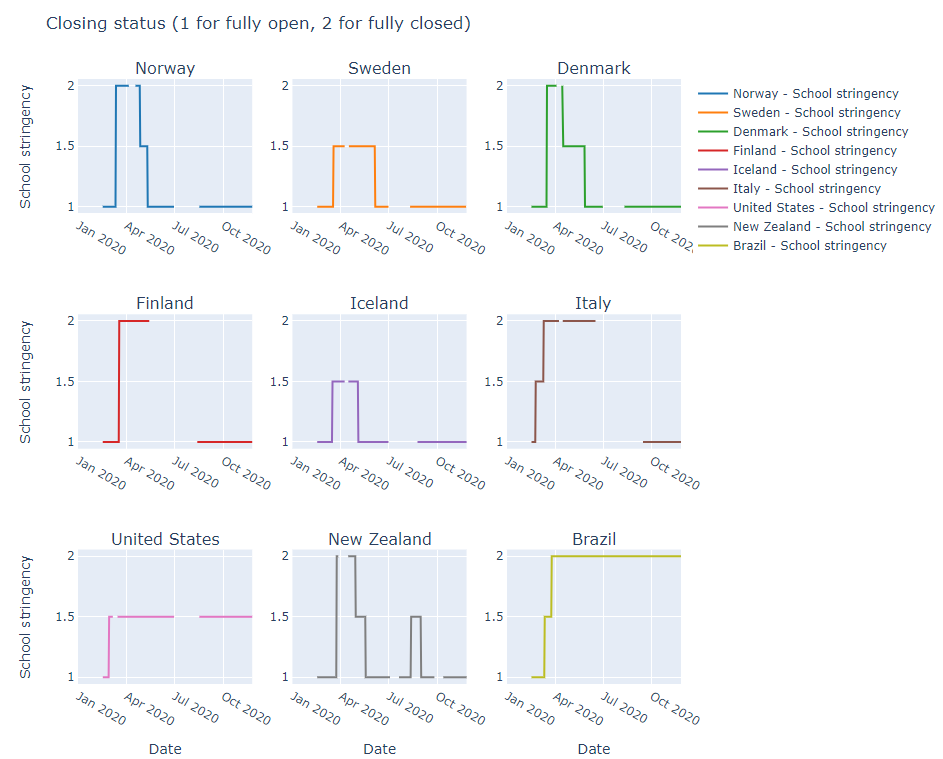 Closing status (1 for fully open, 2 for fully closed)
Norway
Sweden
Denmark
School stringency
2
1.5
1
2
1.5
1
2
1.5
1
Jan 2020
Apr 2020
Jul 2020
Oct 2020
Jan 2020
Apr 2020
Jul 2020
Oct 2020
Jan 2020
Apr 2020
Jul 2020
Oct 202
Norway - School stringency
Sweden - School stringency
Denmark - School stringency
Finland - School stringency
Iceland - School stringency
Italy - School stringency
United States - School stringency
New Zealand - School stringency
Brazil - School stringency
Finland
Iceland
Italy
School stringency
2
1.5
1
2
1.5
1
2
1.5
1
Jan 2020
Apr 2020
Jul 2020
Oct 2020
Jan 2020
Apr 2020
Jul 2020
Oct 2020
Jan 2020
Apr 2020
Jul 2020
Oct 2020
United States
New Zealand
Brazil
School stringency
2
1.5
1
2
1.5
1
2
1.5
1
Jan 2020
Apr 2020
Jul 2020
Oct 2020
Jan 2020
Apr 2020
Jul 2020
Oct 2020
Jan 2020
Apr 2020
Jul 2020
Oct 2020
Date
Date
Date